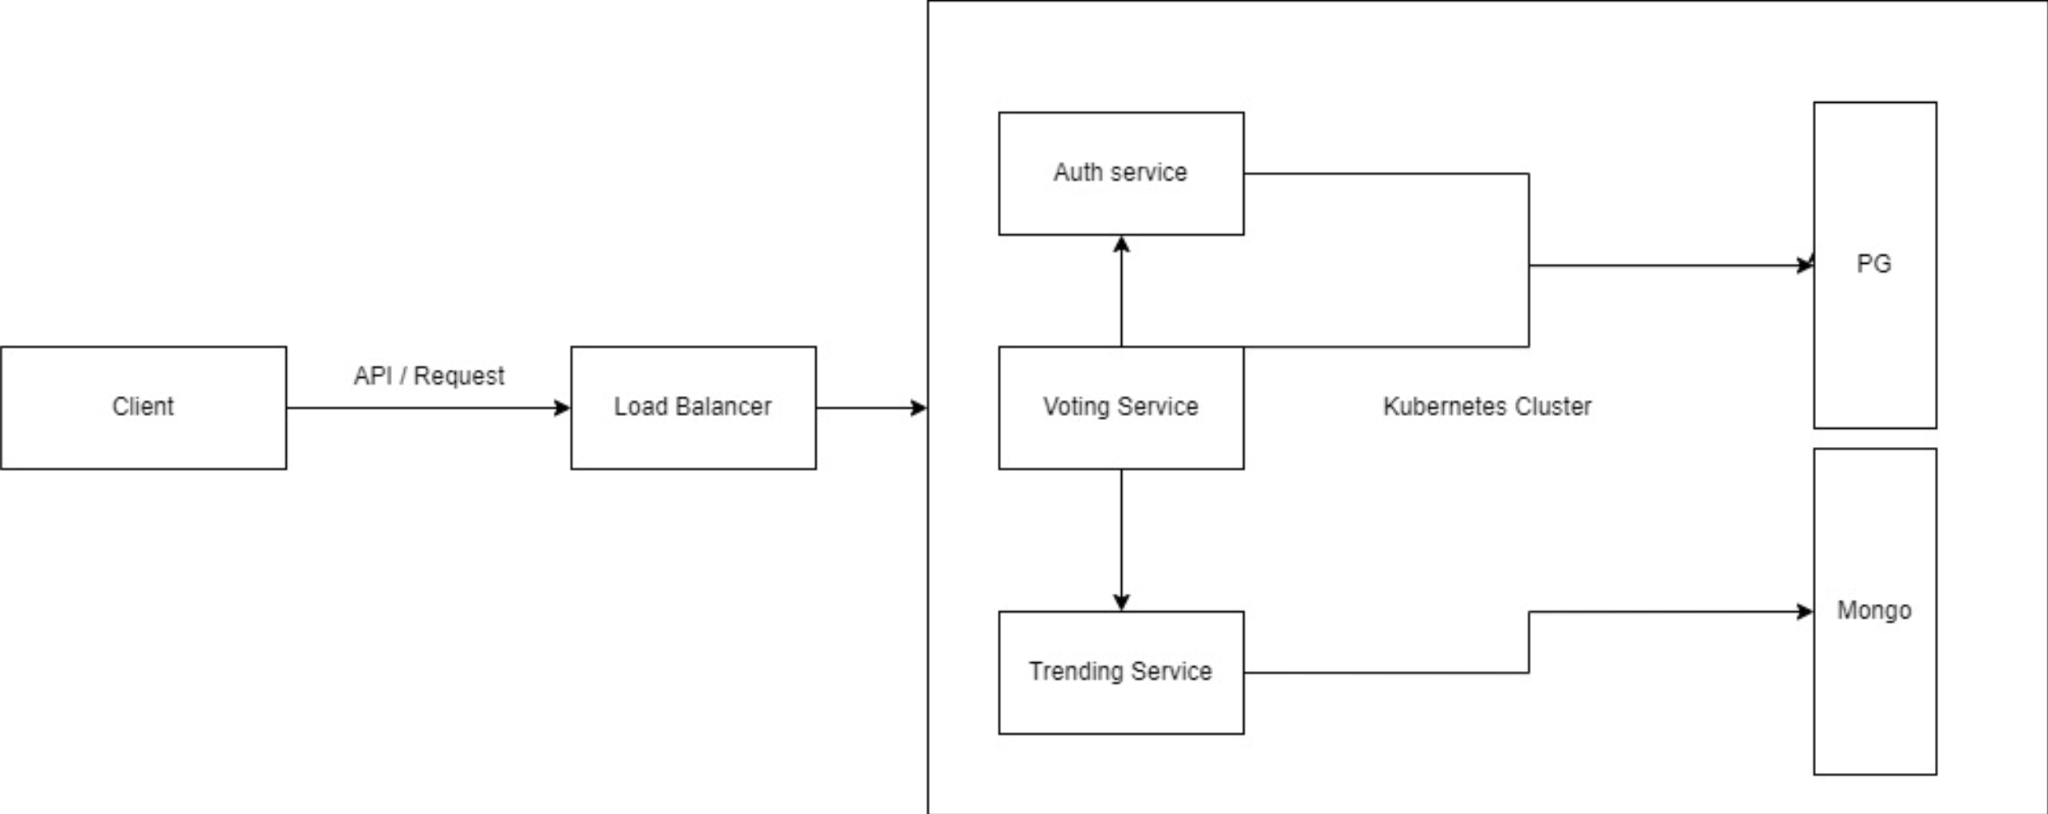 Auth service
PG
API / Request
Client
Load Balancer
Voting Service
Kubernetes Cluster
Mongo
Trending Service